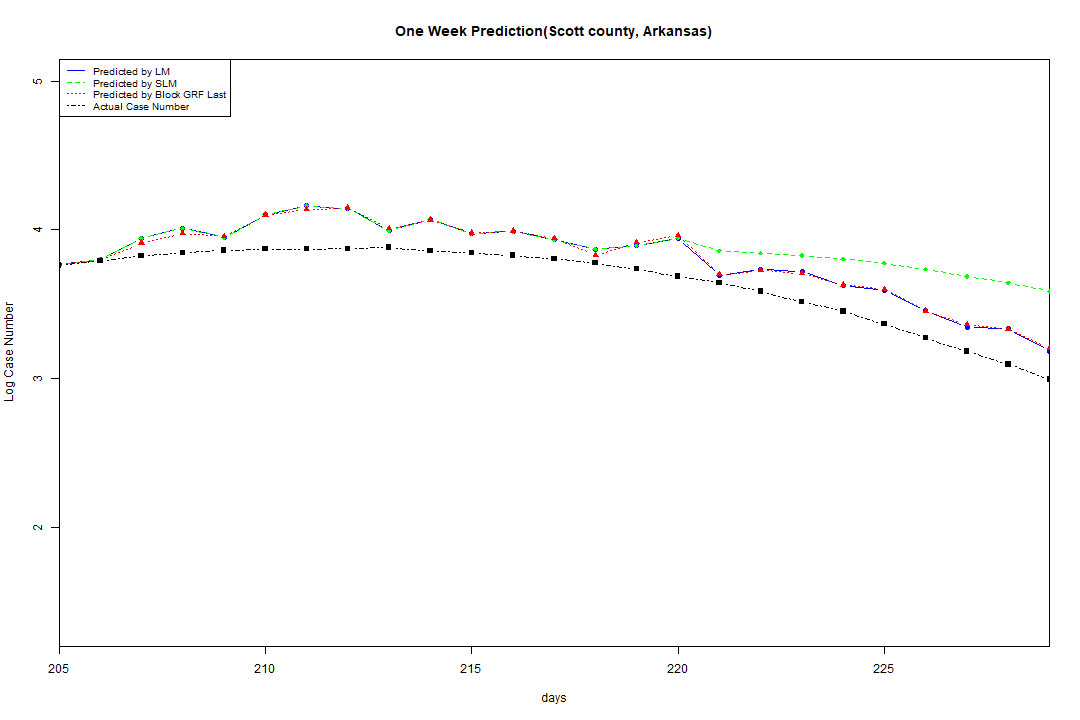 One Week Prediction(Scott county, Arkansas)
Predicted by LM
Predicted by SLM
Predicted by Block GRF Last
Actual Case Number
5
4
3
2
Log Case Number
205 210 215 220 225
days